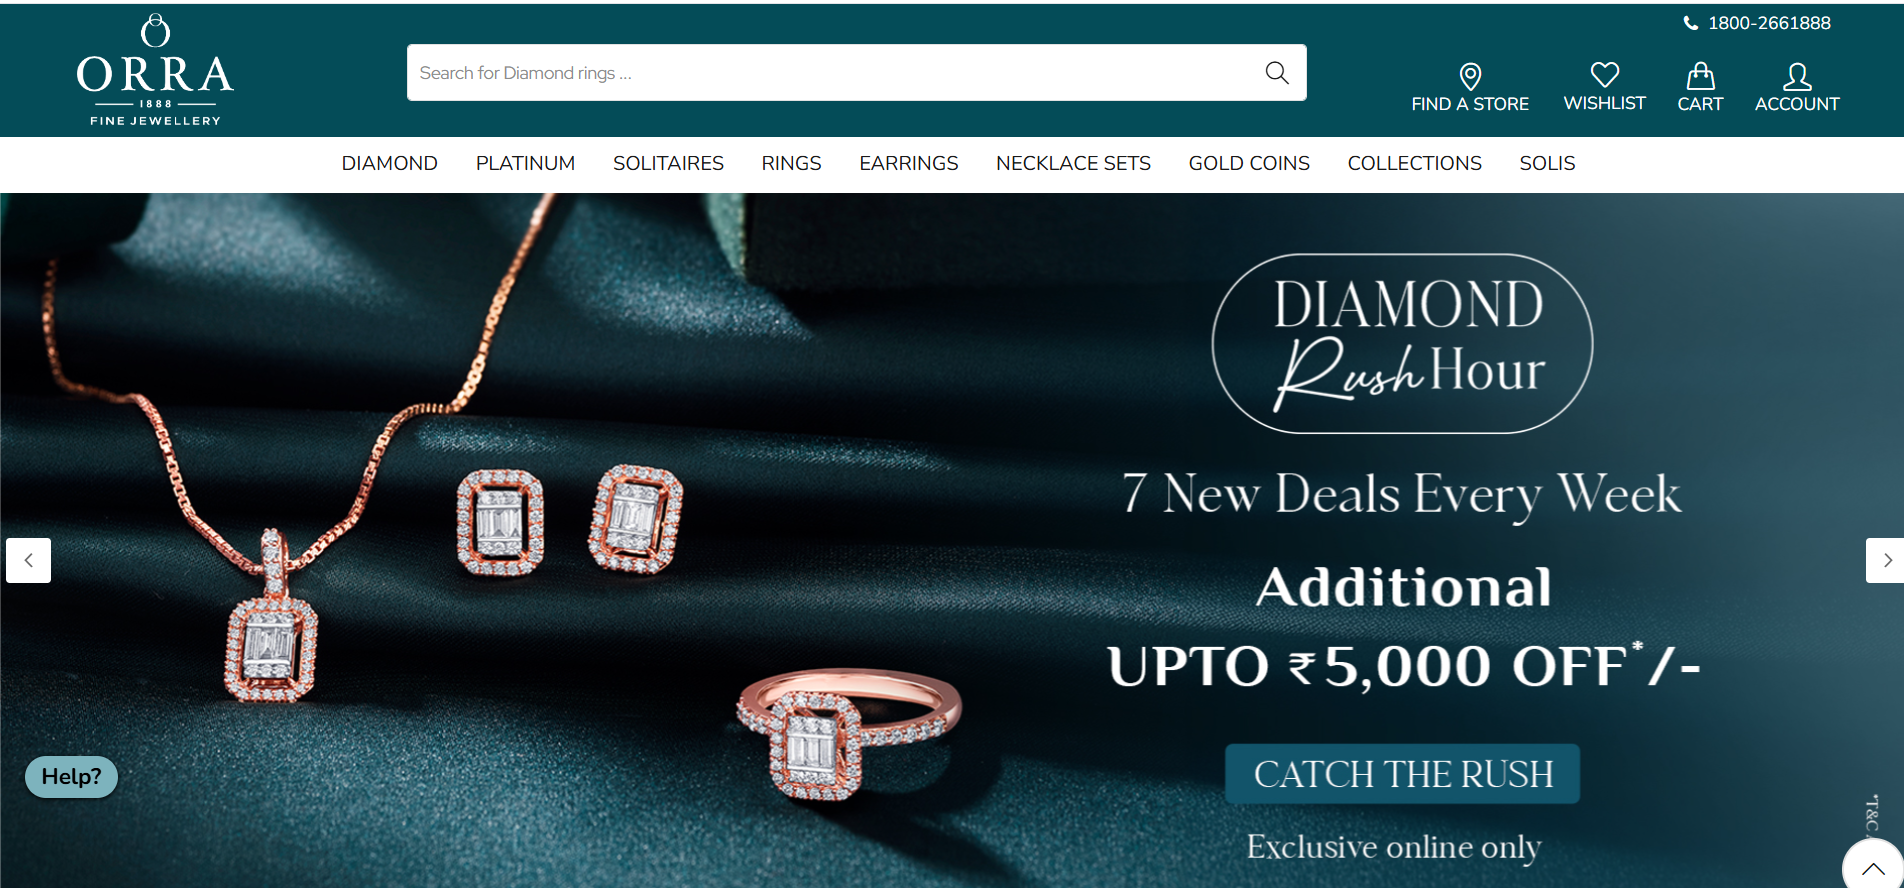 ORRA
1888
FINE JEWELLERY
Search for Diamond rings ...
1800-2661888
FIND A STORE
WISHLIST
CART
ACCOUNT
DIAMOND PLATINUM SOLITAIRES RINGS EARRINGS NECKLACE SETS GOLD COINS COLLECTIONS SOLIS
DIAMOND
Rush Hour
7 New Deals Every Week
Additional
UPTO ₹5,000 OFF*/-
CATCH THE RUSH
Exclusive online only
Help?
*T&C